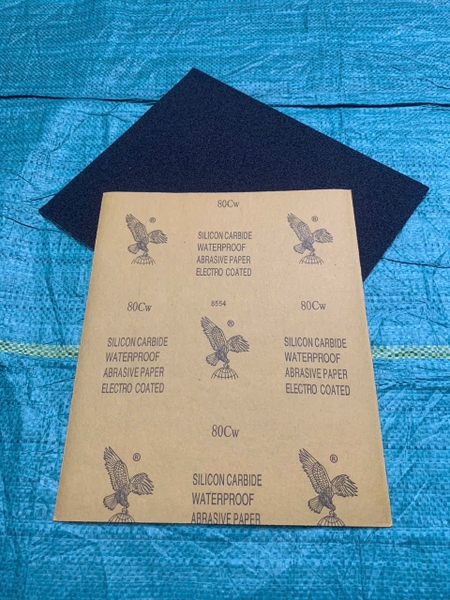 80Cw
®
®
SILICON CARBIDE
WATERPROOF
ABRASIVE PAPER
ELECTRO COATED
80Cw
8554
80Cw
®
SILICON CARBIDE
WATERPROOF
ABRASIVE PAPER
ELECTRO COATED
SILICON CARBIDE
WATERPROOF
ABRASIVE PAPER
ELECTRO COATED
80Cw
®
®
SILICON CARBIDE
WATERPROOF
ABRASIVE PAPER